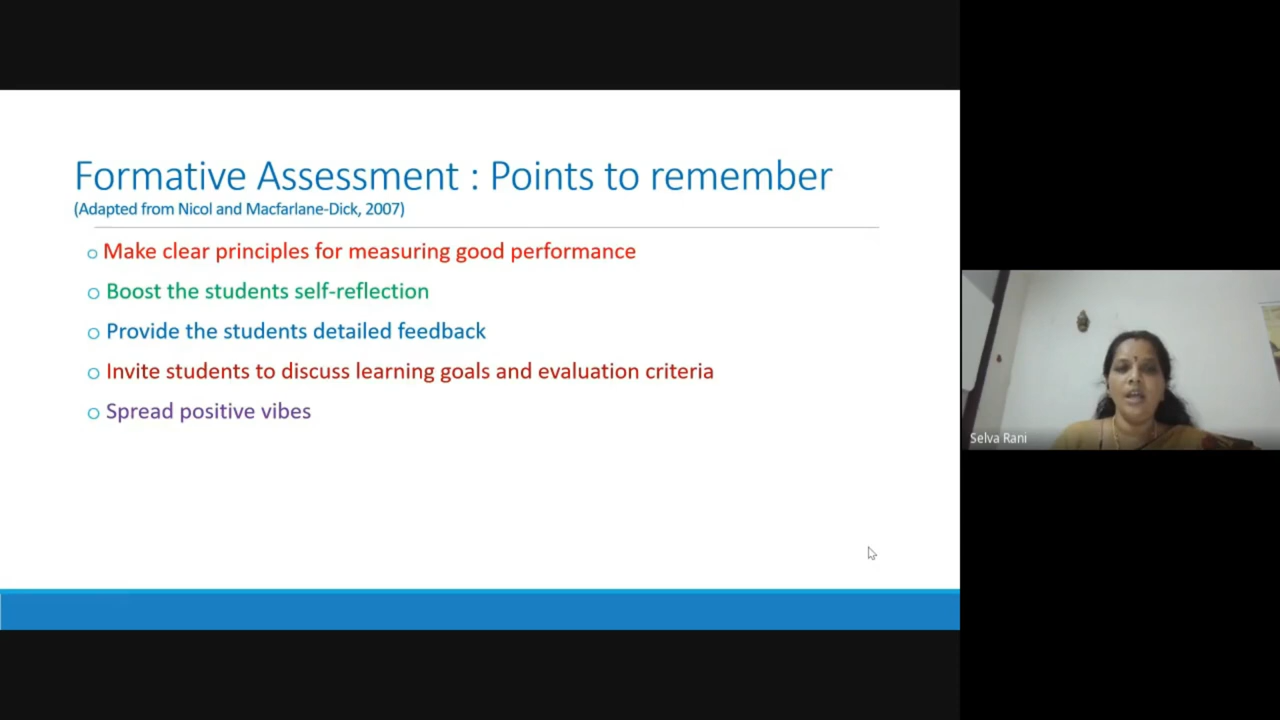 Formative Assessment : Points to remember
(Adapted from Nicol and Macfarlane-Dick, 2007)
o Make clear principles for measuring good performance
o Boost the students self-reflection
o Provide the students detailed feedback
o Invite students to discuss learning goals and evaluation criteria
o Spread positive vibes
Selva Rani